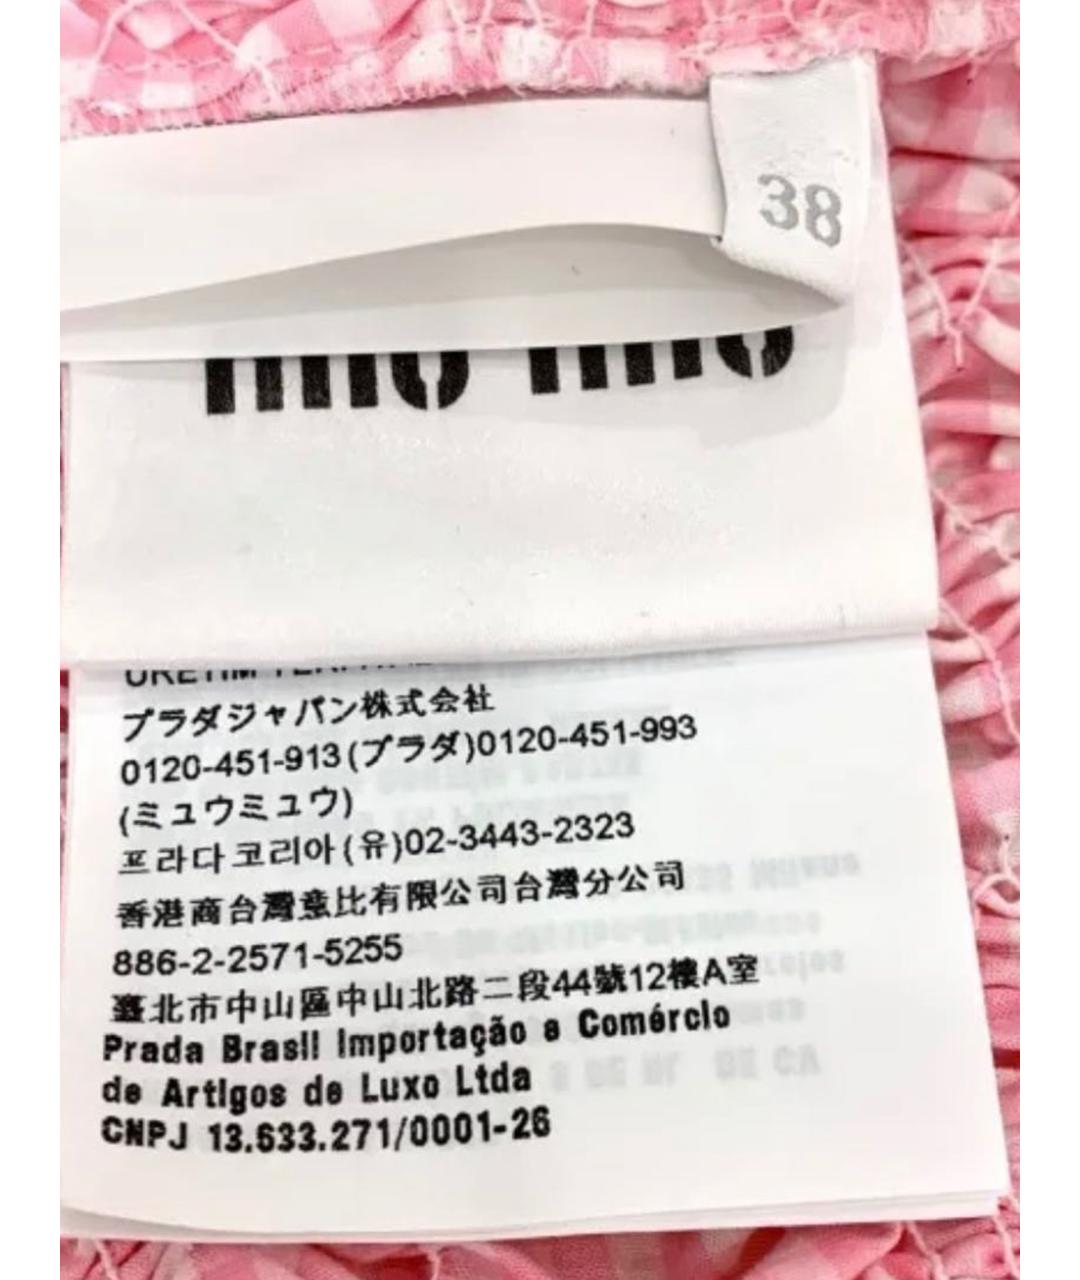 38
miu miu
ÜRETİM YERİ
プラダジャパン株式会社
0120-451-913(プラダ)0120-451-993
(ミュウミュウ)
프라다코리아(유)02-3443-2323
香港商台灣意比有限公司台灣分公司
886-2-2571-5255
臺北市中山區中山北路二段44號12樓A室
Prada Brasil Importação e Comércio
de Artigos de Luxo Ltda
CNPJ 13.633.271/0001-26